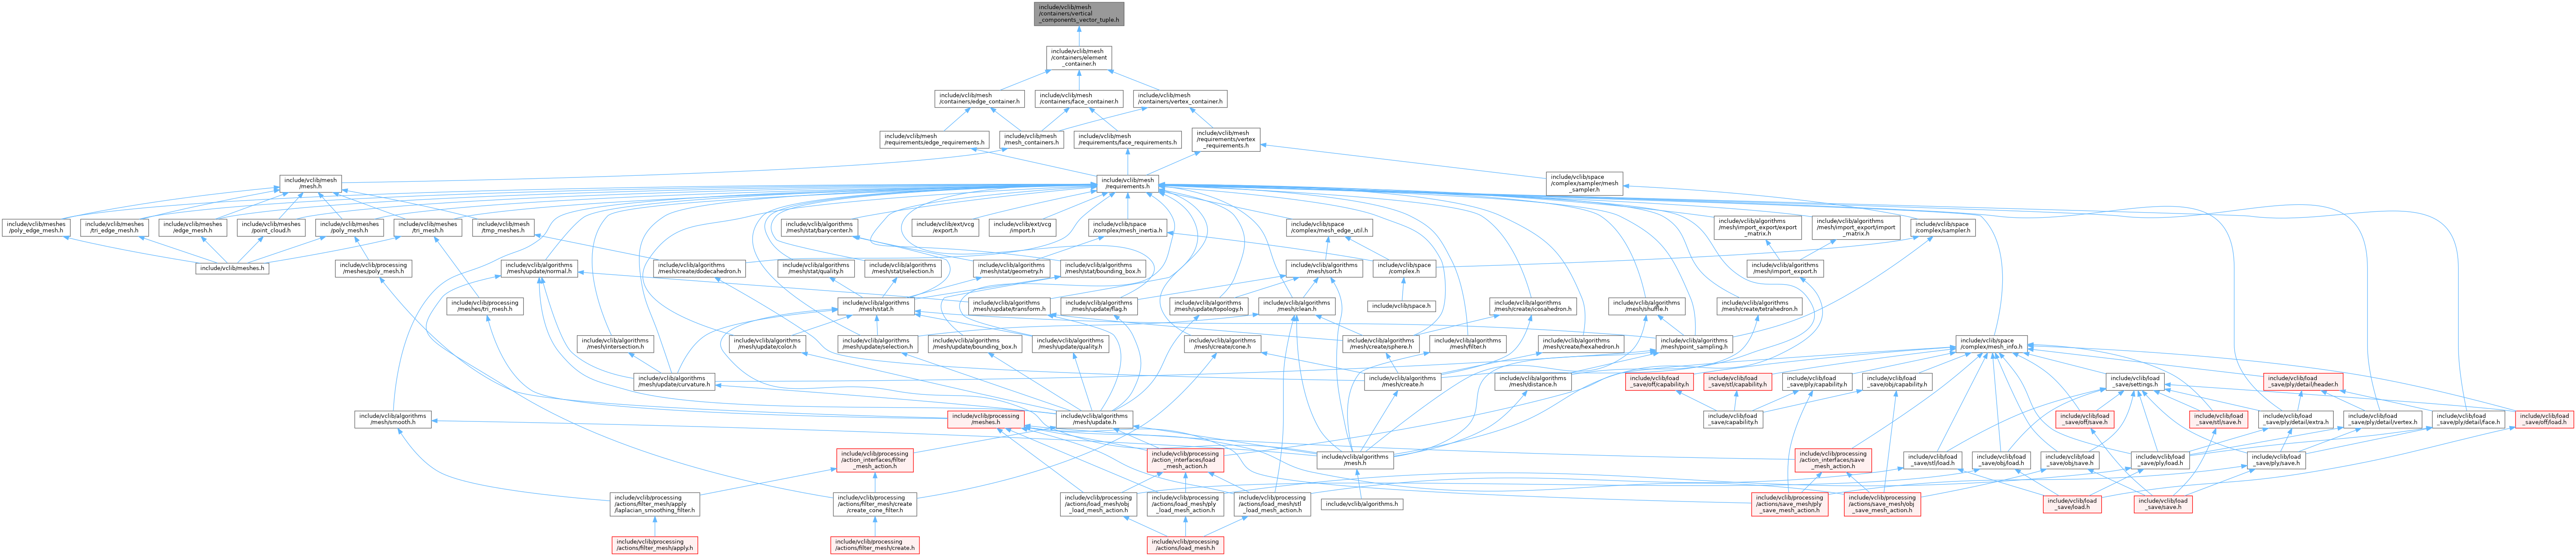 include/vclib/mesh
/containers/vertical
_components_vector_tuple.h
include/vclib/mesh
/containers/element
_container.h
include/vclib/mesh
/containers/edge_container.h
include/vclib/mesh
/containers/face_container.h
include/vclib/mesh
/containers/vertex_container.h
include/vclib/mesh
/requirements/edge_requirements.h
include/vclib/mesh
/mesh_containers.h
include/vclib/mesh
/requirements/face_requirements.h
include/vclib/mesh
/requirements/vertex
_requirements.h
include/vclib/mesh
/mesh.h
include/vclib/mesh
/requirements.h
include/vclib/space
/complex/sampler/mesh
_sampler.h
include/vclib/meshes
/poly_edge_mesh.h
include/vclib/meshes
/tri_edge_mesh.h
include/vclib/meshes
/edge_mesh.h
include/vclib/meshes
/point_cloud.h
include/vclib/meshes
/poly_mesh.h
include/vclib/meshes
/tri_mesh.h
include/vclib/mesh
/tmp_meshes.h
include/vclib/algorithms
/mesh/stat/barycenter.h
include/vclib/ext/vcg
/export.h
include/vclib/ext/vcg
/import.h
include/vclib/space
/complex/mesh_inertia.h
include/vclib/space
/complex/mesh_edge_util.h
include/vclib/algorithms
/mesh/import_export/export
_matrix.h
include/vclib/algorithms
/mesh/import_export/import
_matrix.h
include/vclib/space
/complex/sampler.h
include/vclib/meshes.h
include/vclib/processing
/meshes/poly_mesh.h
include/vclib/algorithms
/mesh/update/normal.h
include/vclib/algorithms
/mesh/create/dodecahedron.h
include/vclib/algorithms
/mesh/stat/quality.h
include/vclib/algorithms
/mesh/stat/selection.h
include/vclib/algorithms
/mesh/stat/geometry.h
include/vclib/algorithms
/mesh/stat/bounding_box.h
include/vclib/algorithms
/mesh/sort.h
include/vclib/space
/complex.h
include/vclib/algorithms
/mesh/import_export.h
include/vclib/processing
/meshes/tri_mesh.h
include/vclib/algorithms
/mesh/stat.h
include/vclib/algorithms
/mesh/update/transform.h
include/vclib/algorithms
/mesh/update/flag.h
include/vclib/algorithms
/mesh/update/topology.h
include/vclib/algorithms
/mesh/clean.h
include/vclib/space.h
include/vclib/algorithms
/mesh/create/icosahedron.h
include/vclib/algorithms
/mesh/shuffle.h
include/vclib/algorithms
/mesh/create/tetrahedron.h
include/vclib/algorithms
/mesh/intersection.h
include/vclib/algorithms
/mesh/update/color.h
include/vclib/algorithms
/mesh/update/selection.h
include/vclib/algorithms
/mesh/update/bounding_box.h
include/vclib/algorithms
/mesh/update/quality.h
include/vclib/algorithms
/mesh/create/cone.h
include/vclib/algorithms
/mesh/create/sphere.h
include/vclib/algorithms
/mesh/filter.h
include/vclib/algorithms
/mesh/create/hexahedron.h
include/vclib/algorithms
/mesh/point_sampling.h
include/vclib/space
/complex/mesh_info.h
include/vclib/algorithms
/mesh/update/curvature.h
include/vclib/algorithms
/mesh/create.h
include/vclib/algorithms
/mesh/distance.h
include/vclib/load
_save/off/capability.h
include/vclib/load
_save/stl/capability.h
include/vclib/load
_save/ply/capability.h
include/vclib/load
_save/obj/capability.h
include/vclib/load
_save/settings.h
include/vclib/load
_save/ply/detail/header.h
include/vclib/algorithms
/mesh/smooth.h
include/vclib/processing
/meshes.h
include/vclib/algorithms
/mesh/update.h
include/vclib/load
_save/capability.h
include/vclib/load
_save/off/save.h
include/vclib/load
_save/stl/save.h
include/vclib/load
_save/ply/detail/extra.h
include/vclib/load
_save/ply/detail/vertex.h
include/vclib/load
_save/ply/detail/face.h
include/vclib/load
_save/off/load.h
include/vclib/processing
/action_interfaces/filter
_mesh_action.h
include/vclib/processing
/action_interfaces/load
_mesh_action.h
include/vclib/algorithms
/mesh.h
include/vclib/processing
/action_interfaces/save
_mesh_action.h
include/vclib/load
_save/stl/load.h
include/vclib/load
_save/obj/load.h
include/vclib/load
_save/obj/save.h
include/vclib/load
_save/ply/load.h
include/vclib/load
_save/ply/save.h
include/vclib/processing
/actions/filter_mesh/apply
/laplacian_smoothing_filter.h
include/vclib/processing
/actions/filter_mesh/create
/create_cone_filter.h
include/vclib/processing
/actions/load_mesh/obj
_load_mesh_action.h
include/vclib/processing
/actions/load_mesh/ply
_load_mesh_action.h
include/vclib/processing
/actions/load_mesh/stl
_load_mesh_action.h
include/vclib/algorithms.h
include/vclib/processing
/actions/save_mesh/ply
_save_mesh_action.h
include/vclib/processing
/actions/save_mesh/obj
_save_mesh_action.h
include/vclib/load
_save/load.h
include/vclib/load
_save/save.h
include/vclib/processing
/actions/filter_mesh/apply.h
include/vclib/processing
/actions/filter_mesh/create.h
include/vclib/processing
/actions/load_mesh.h